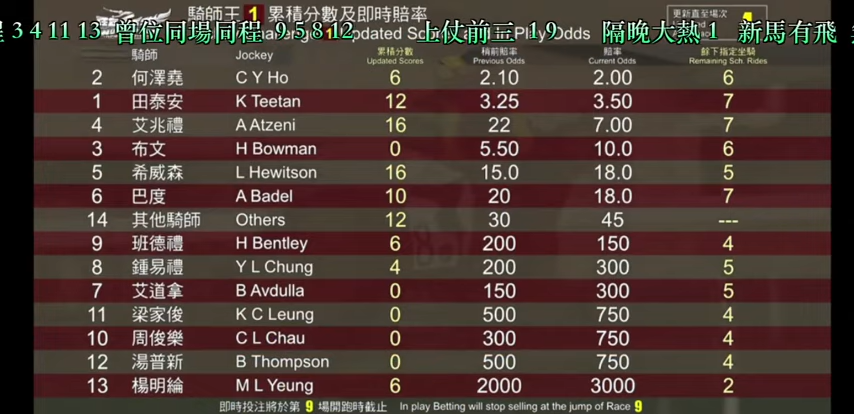 騎師王 1 累積分數及即時賠率
更新直至場次
程 3 4 11 13 曾位同場同程 9 5 8 12 上仗前三 1 9 隔晚大熱 1 新馬有飛
騎師 Jockey 累積分數 Updated Scores 稍前賠率 Previous Odds 賠率 Current Odds 餘下指定坐騎 Remaining Sch. Rides
2 何澤堯 C Y Ho 6 2.10 2.00 6
1 田泰安 K Teetan 12 3.25 3.50 7
4 艾兆禮 A Atzeni 16 22 7.00 7
3 布文 H Bowman 0 5.50 10.0 6
5 希威森 L Hewitson 16 15.0 18.0 5
6 巴度 A Badel 10 20 18.0 7
14 其他騎師 Others 12 30 45 ---
9 班德禮 H Bentley 6 200 150 4
8 鍾易禮 Y L Chung 4 200 300 5
7 艾道拿 B Avdulla 0 150 300 5
11 梁家俊 K C Leung 0 500 750 4
10 周俊樂 C L Chau 0 300 750 4
12 湯普新 B Thompson 0 500 750 4
13 楊明綸 M L Yeung 6 2000 3000 2
即時投注將於第 9 場開跑時截止 In play Betting will stop selling at the jump of Race 9